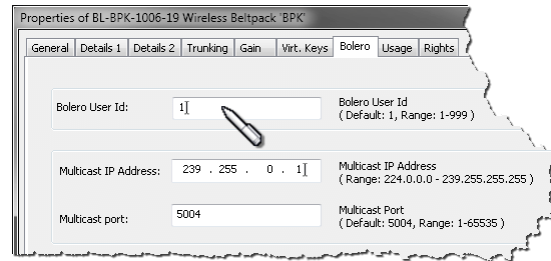 Properties of BL-BPK-1006-19 Wireless Beltpack 'BPK'
General Details 1 Details 2 Trunking Gain Virt. Keys Bolero Usage Rights
Bolero User Id: 1 Bolero User Id
( Default: 1, Range: 1-999 )
Multicast IP Address: 239 . 255 . 0 . 1 Multicast IP Address
( Range: 224.0.0.0 - 239.255.255.255 )
Multicast port: 5004 Multicast Port
( Default: 5004, Range: 1-65535 )